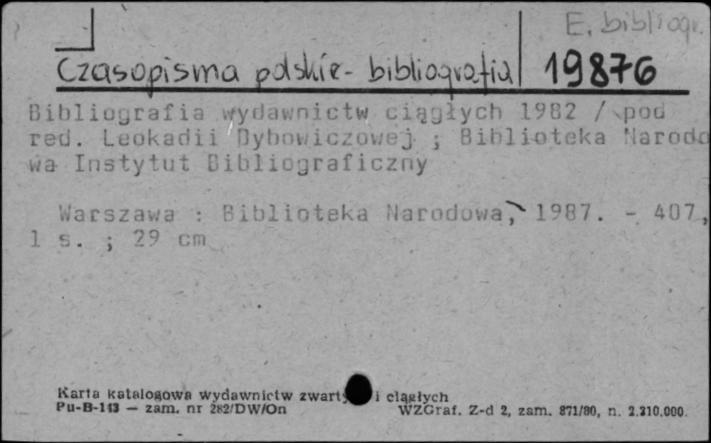 E. bibliogr.
Czasopisma polskie - bibliografia 19876
Bibliografia wydawnictw ciągłych 1982 / pod
red. Leokadii Dybowiczowej ; Biblioteka Narodo
wa Instytut Bibliograficzny
Warszawa : Biblioteka Narodowa, 1987. - 407,
1 s. ; 29 cm
Karta katalogowa wydawnictw zwartych i ciągłych
Pu-B-113 — zam. nr 282/DW/On WZGraf. Z-d 2, zam. 871/80, n. 2.210.000.